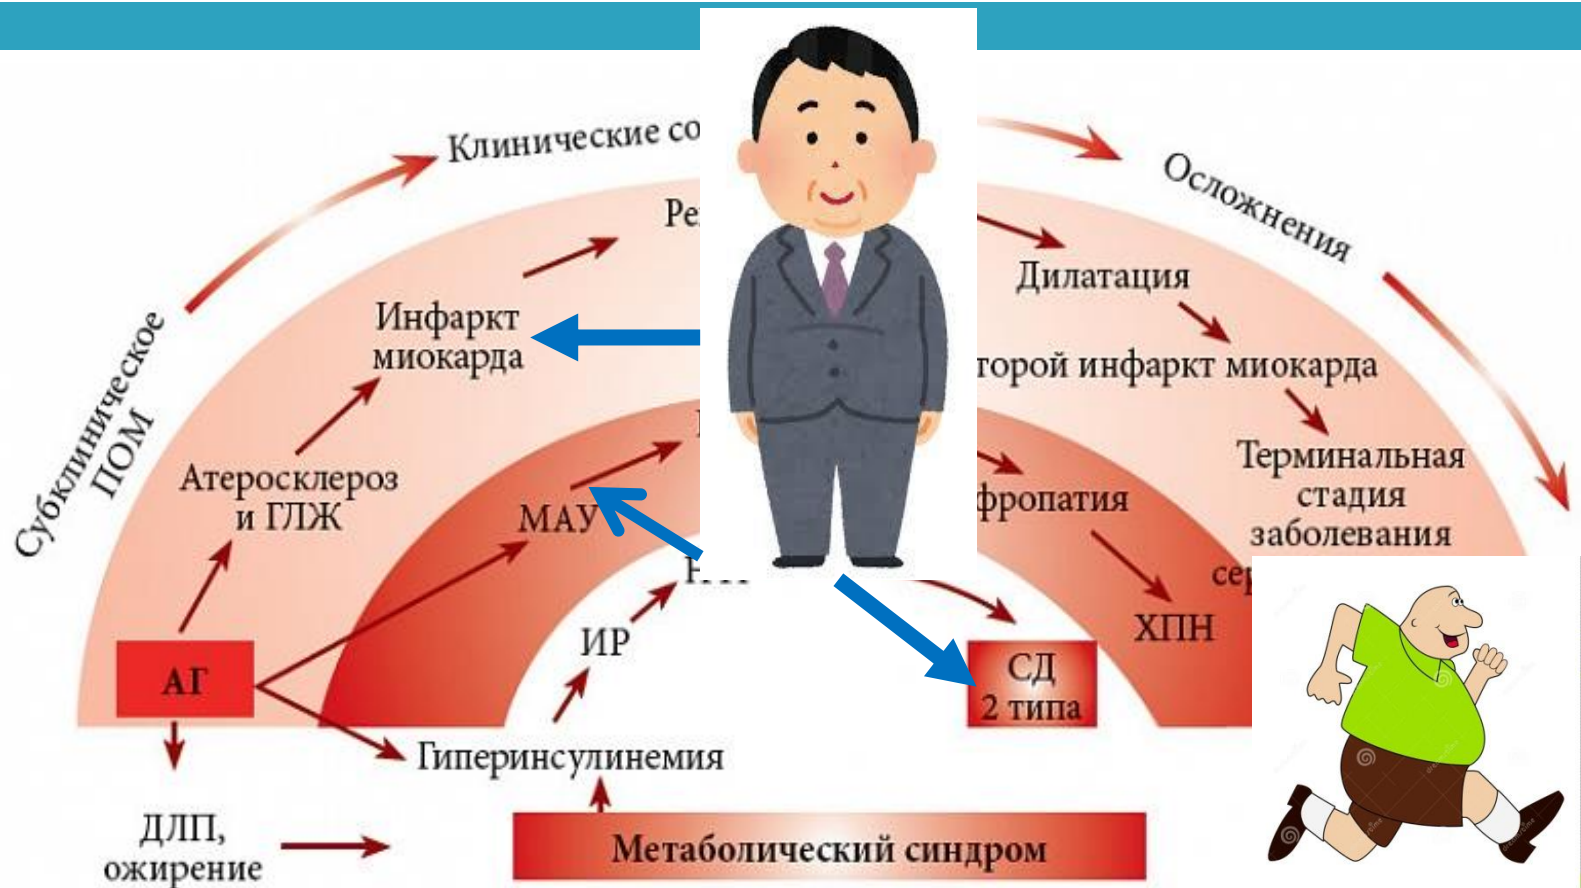 Клинические со
Осложнения
Субклиническое
ПОМ
Ре
Дилатация
Инфаркт
миокарда
торой инфаркт миокарда
Атеросклероз
и ГЛЖ
МАУ
фропатия
Терминальная
стадия
заболевания
сер
ИР
ХПН
АГ
СД
2 типа
Гиперинсулинемия
ДЛП,
ожирение
Метаболический синдром